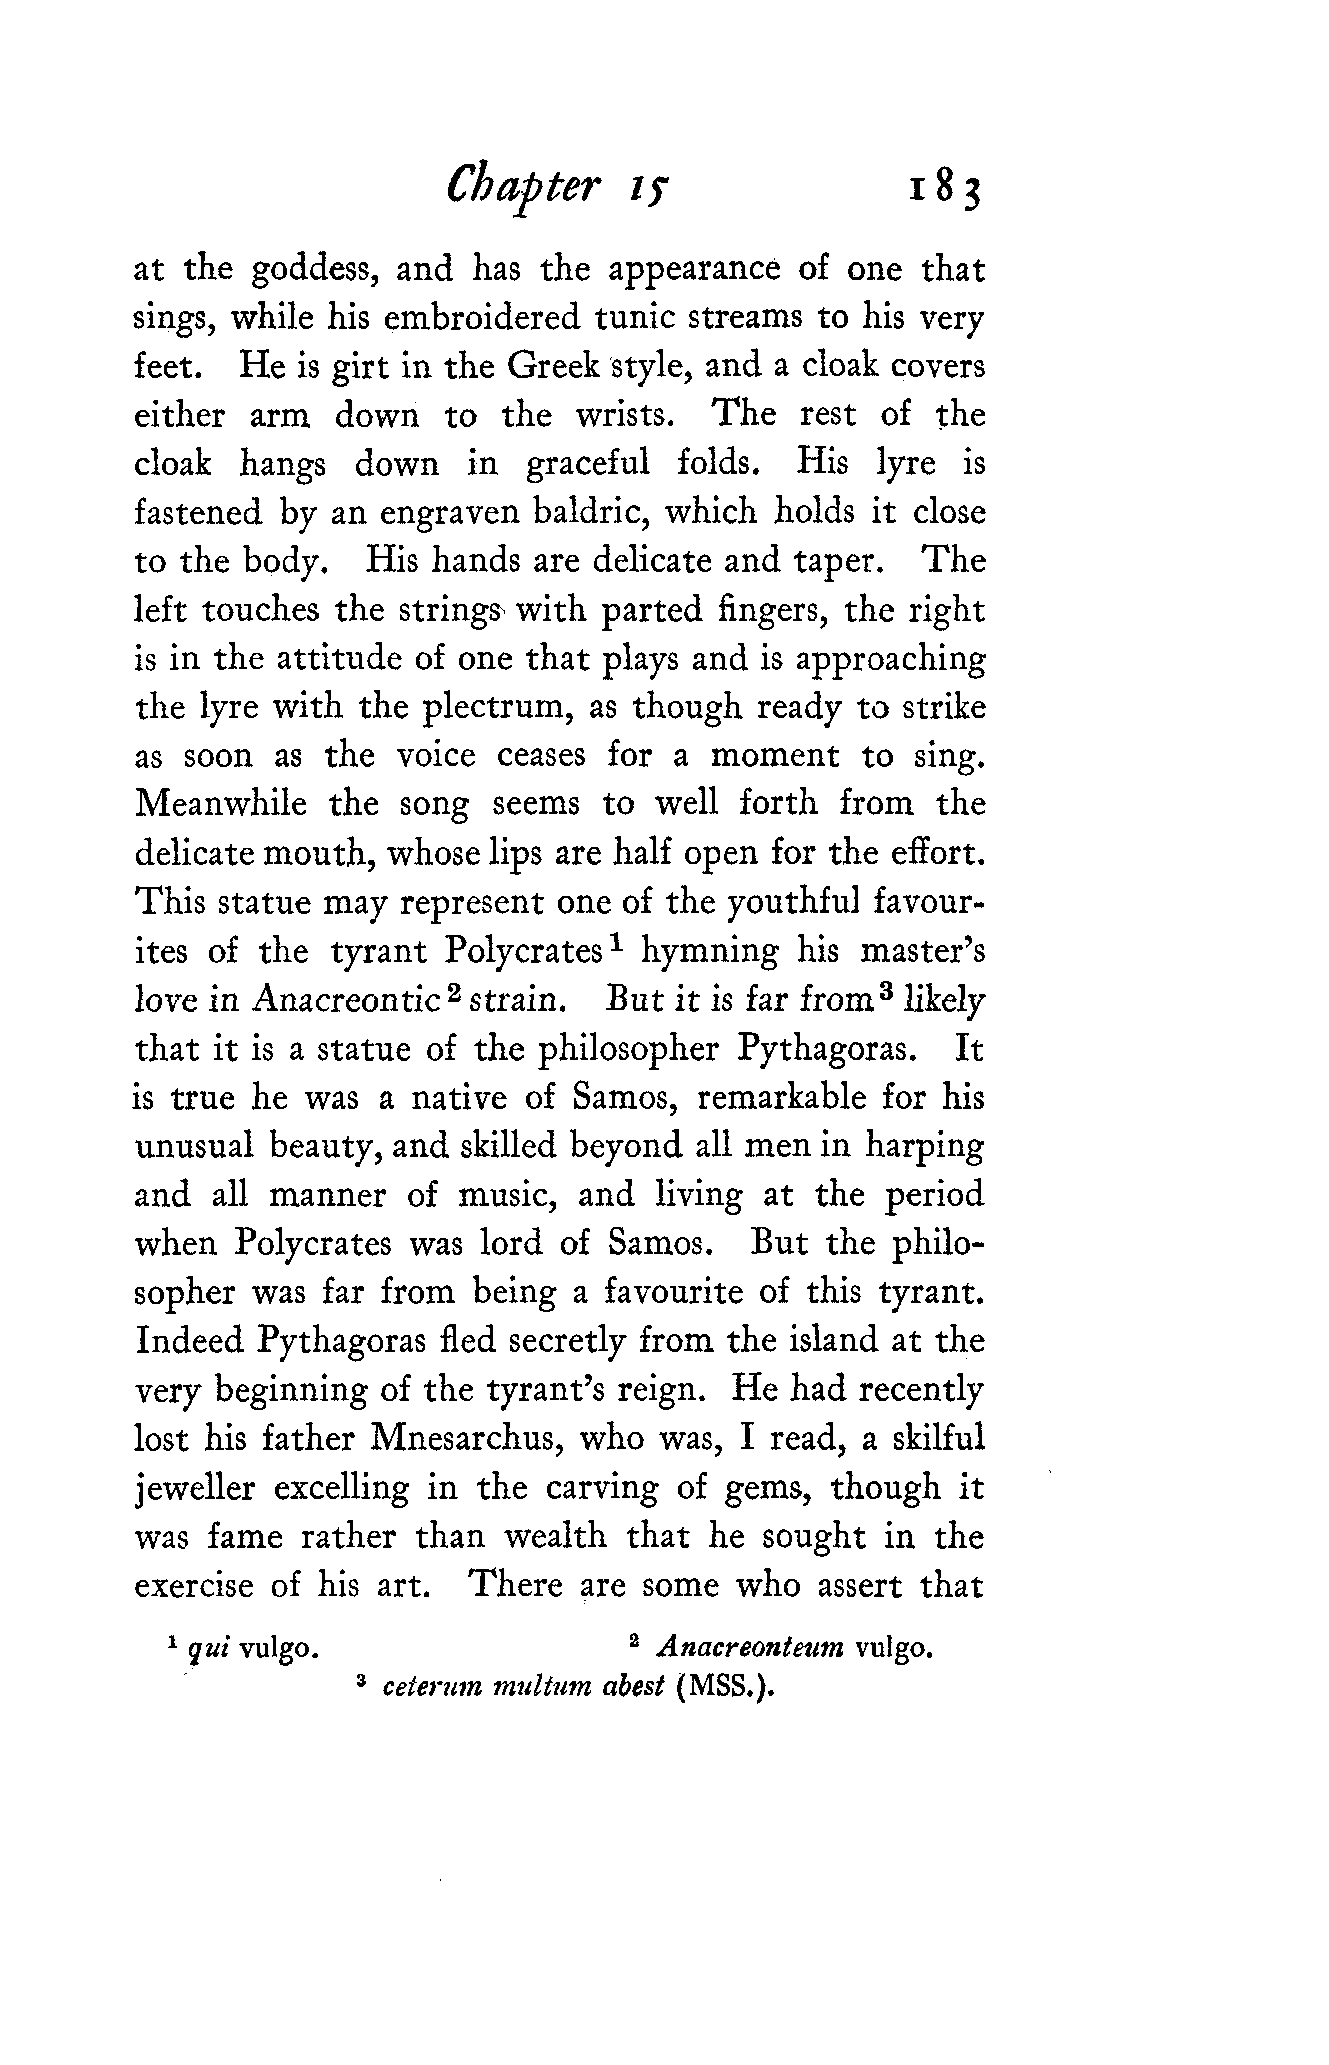 Chapter 15 183
at the goddess, and has the appearance of one that
sings, while his embroidered tunic streams to his very
feet. He is girt in the Greek style, and a cloak covers
either arm down to the wrists. The rest of the
cloak hangs down in graceful folds. His lyre is
fastened by an engraven baldric, which holds it close
to the body. His hands are delicate and taper. The
left touches the strings with parted fingers, the right
is in the attitude of one that plays and is approaching
the lyre with the plectrum, as though ready to strike
as soon as the voice ceases for a moment to sing.
Meanwhile the song seems to well forth from the
delicate mouth, whose lips are half open for the effort.
This statue may represent one of the youthful favour-
ites of the tyrant Polycrates¹ hymning his master's
love in Anacreontic² strain. But it is far from³ likely
that it is a statue of the philosopher Pythagoras. It
is true he was a native of Samos, remarkable for his
unusual beauty, and skilled beyond all men in harping
and all manner of music, and living at the period
when Polycrates was lord of Samos. But the philo-
sopher was far from being a favourite of this tyrant.
Indeed Pythagoras fled secretly from the island at the
very beginning of the tyrant's reign. He had recently
lost his father Mnesarchus, who was, I read, a skilful
jeweller excelling in the carving of gems, though it
was fame rather than wealth that he sought in the
exercise of his art. There are some who assert that
¹ qui vulgo. ² Anacreonteum vulgo.
³ ceterum multum abest (MSS.).